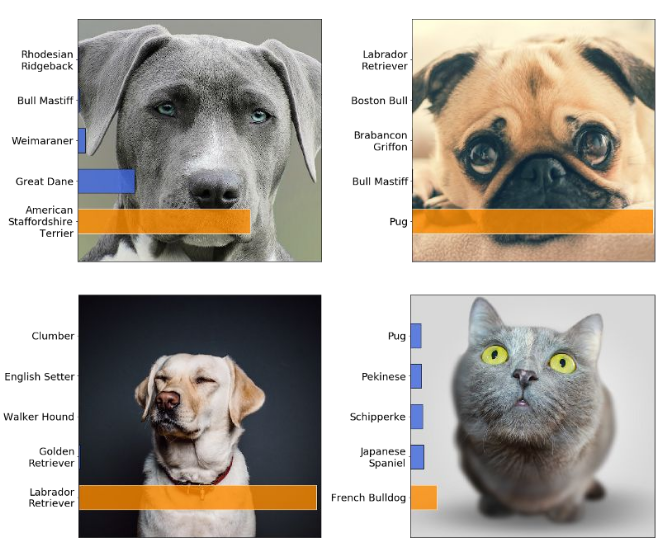 Rhodesian
Ridgeback
Bull Mastiff
Weimaraner
Great Dane
American
Staffordshire
Terrier
Labrador
Retriever
Boston Bull
Brabancon
Griffon
Bull Mastiff
Pug
Clumber
English Setter
Walker Hound
Golden
Retriever
Labrador
Retriever
Pug
Pekinese
Schipperke
Japanese
Spaniel
French Bulldog